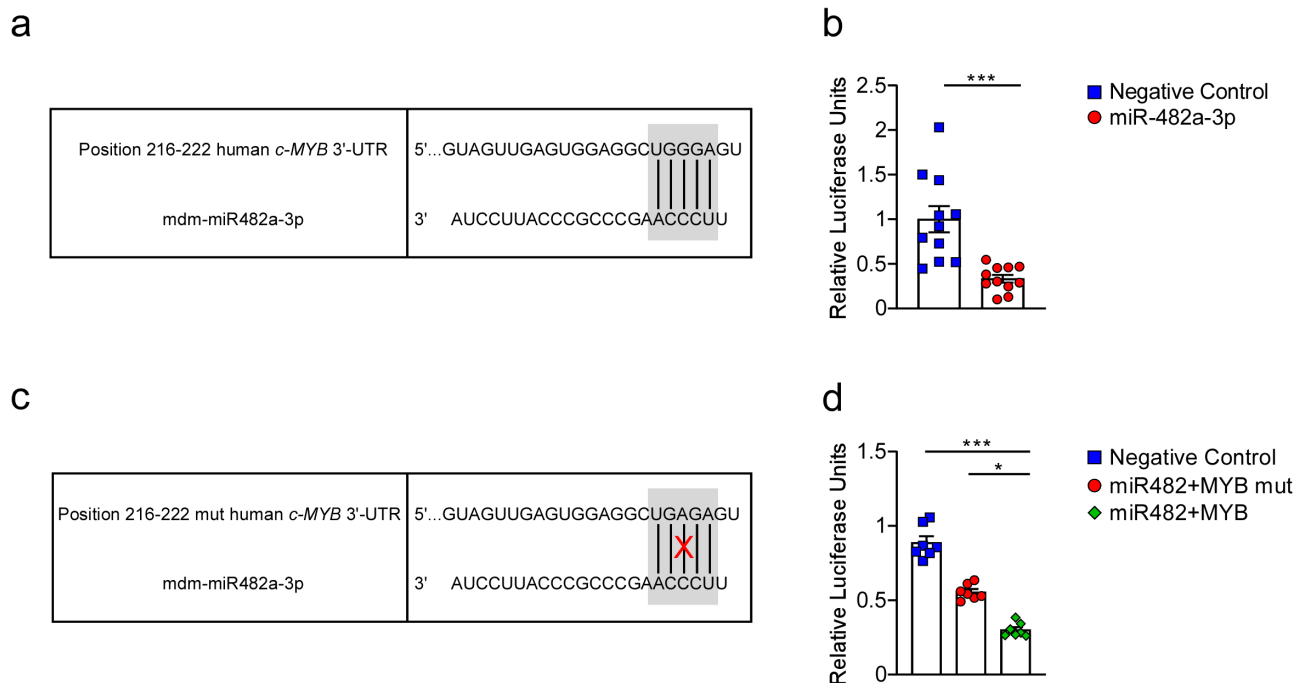 a
Position 216-222 human c-MYB 3'-UTR
5'...GUAGUUGAGUGGAGGCUGGGAGU
mdm-miR482a-3p
3' AUCCUUACCCGCCCGAACCCUU
b
Relative Luciferase Units
2.5
2
1.5
1
0.5
0
***
Negative Control
miR-482a-3p
c
Position 216-222 mut human c-MYB 3'-UTR
5'...GUAGUUGAGUGGAGGCUGAGAGU
X
mdm-miR482a-3p
3' AUCCUUACCCGCCCGAACCCUU
d
Relative Luciferase Units
1.5
1
0.5
0
***
*
Negative Control
miR482+MYB mut
miR482+MYB